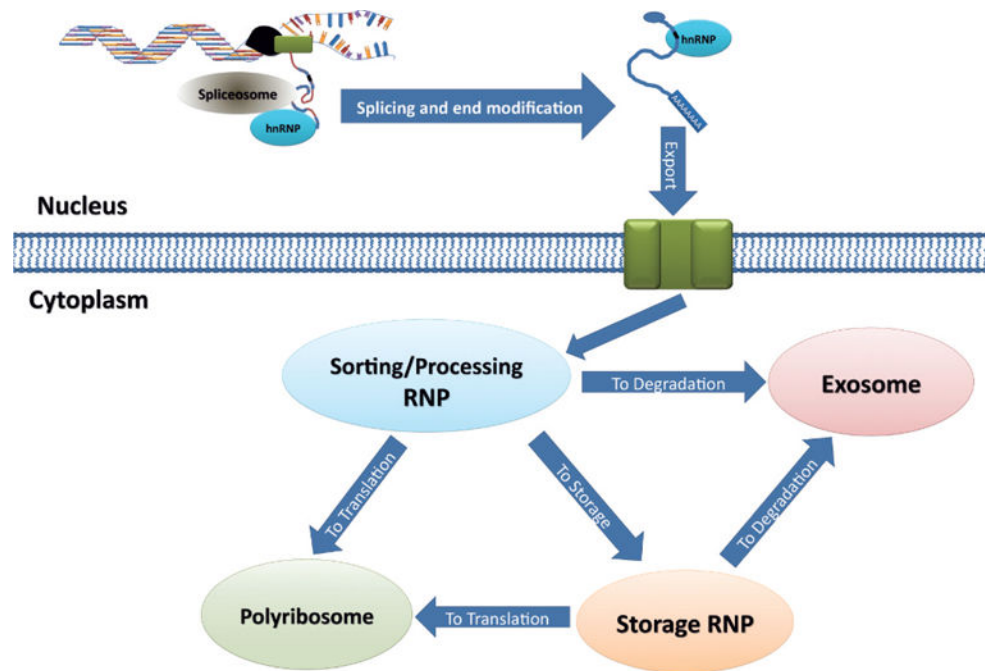 hnRNP
Spliceosome
hnRNP
Splicing and end modification
AAAAAAAA
Export
Nucleus
Cytoplasm
Sorting/Processing
RNP
To Degradation
Exosome
To Translation
To Storage
To Degradation
Polyribosome
To Translation
Storage RNP